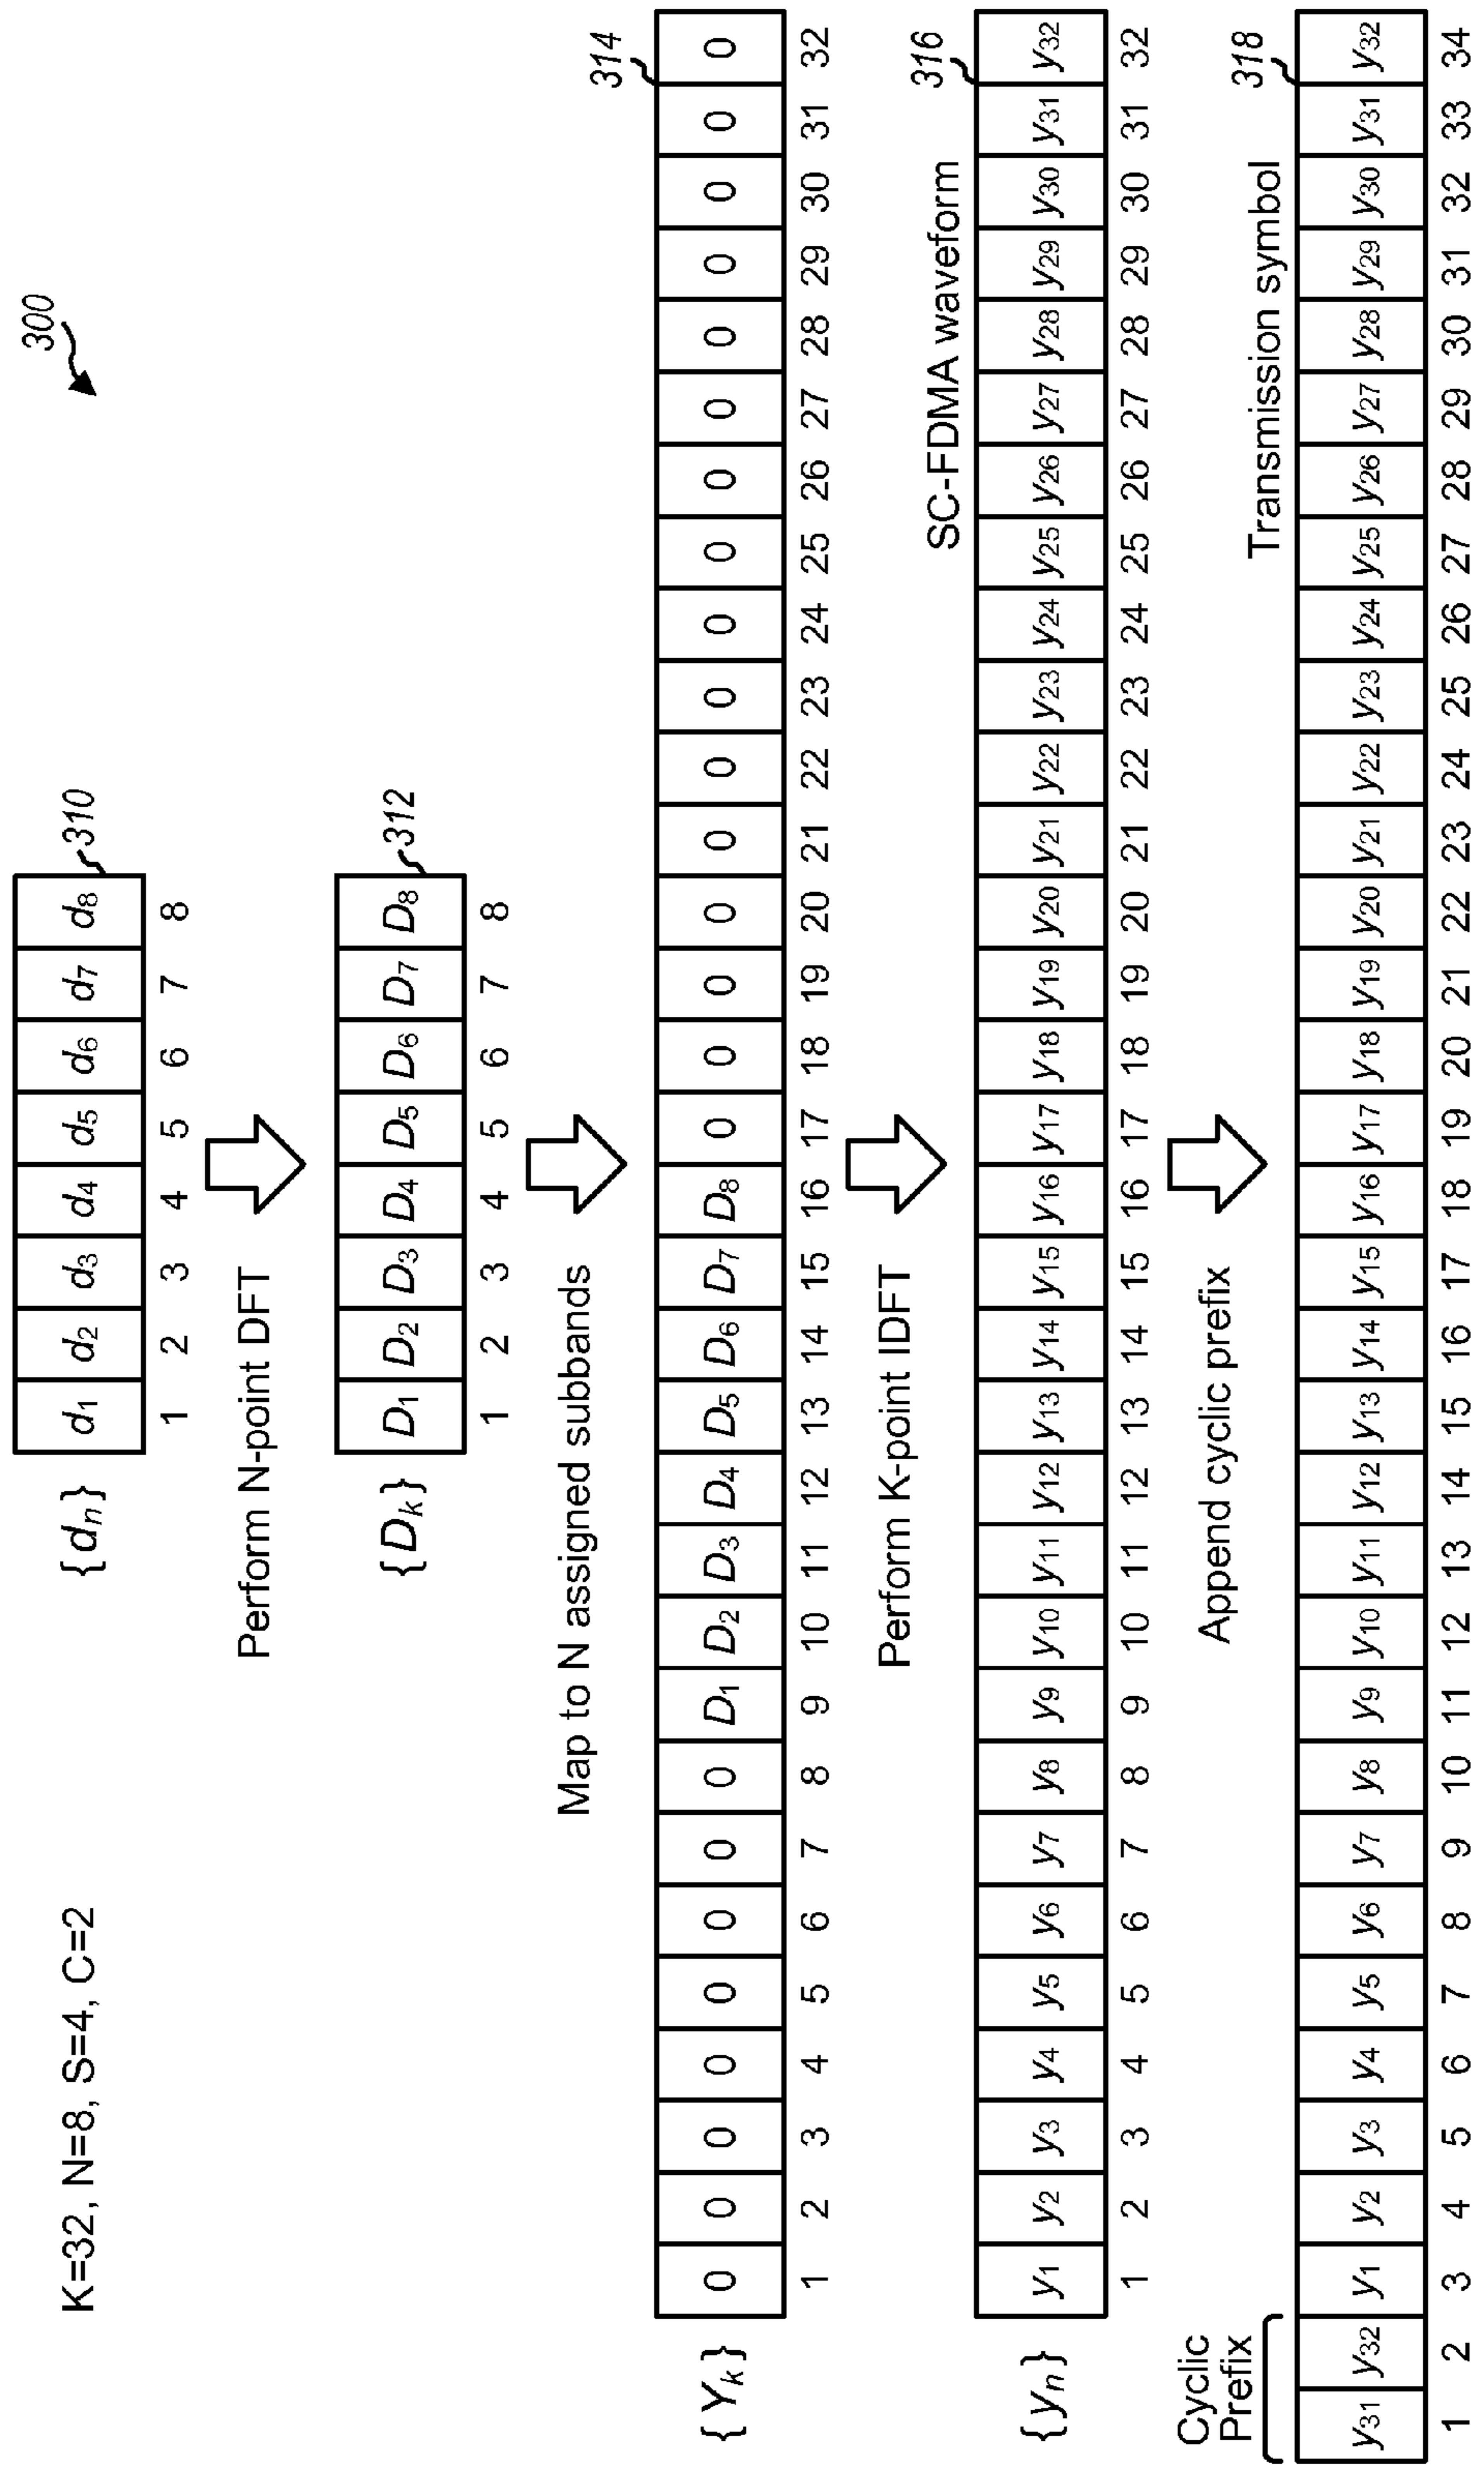 300
K=32, N=8, S=4, C=2
{dn} d1 d2 d3 d4 d5 d6 d7 d8 310
1 2 3 4 5 6 7 8
Perform N-point DFT
{Dk} D1 D2 D3 D4 D5 D6 D7 D8 312
1 2 3 4 5 6 7 8
Map to N assigned subbands
314
{Yk} 0 0 0 0 0 0 0 0 D1 D2 D3 D4 D5 D6 D7 D8 0 0 0 0 0 0 0 0 0 0 0 0 0 0 0 0
1 2 3 4 5 6 7 8 9 10 11 12 13 14 15 16 17 18 19 20 21 22 23 24 25 26 27 28 29 30 31 32
Perform K-point IDFT
SC-FDMA waveform 316
{yn} y1 y2 y3 y4 y5 y6 y7 y8 y9 y10 y11 y12 y13 y14 y15 y16 y17 y18 y19 y20 y21 y22 y23 y24 y25 y26 y27 y28 y29 y30 y31 y32
1 2 3 4 5 6 7 8 9 10 11 12 13 14 15 16 17 18 19 20 21 22 23 24 25 26 27 28 29 30 31 32
Cyclic
Prefix
Append cyclic prefix
Transmission symbol 318
y31 y32 y1 y2 y3 y4 y5 y6 y7 y8 y9 y10 y11 y12 y13 y14 y15 y16 y17 y18 y19 y20 y21 y22 y23 y24 y25 y26 y27 y28 y29 y30 y31 y32
1 2 3 4 5 6 7 8 9 10 11 12 13 14 15 16 17 18 19 20 21 22 23 24 25 26 27 28 29 30 31 32 33 34